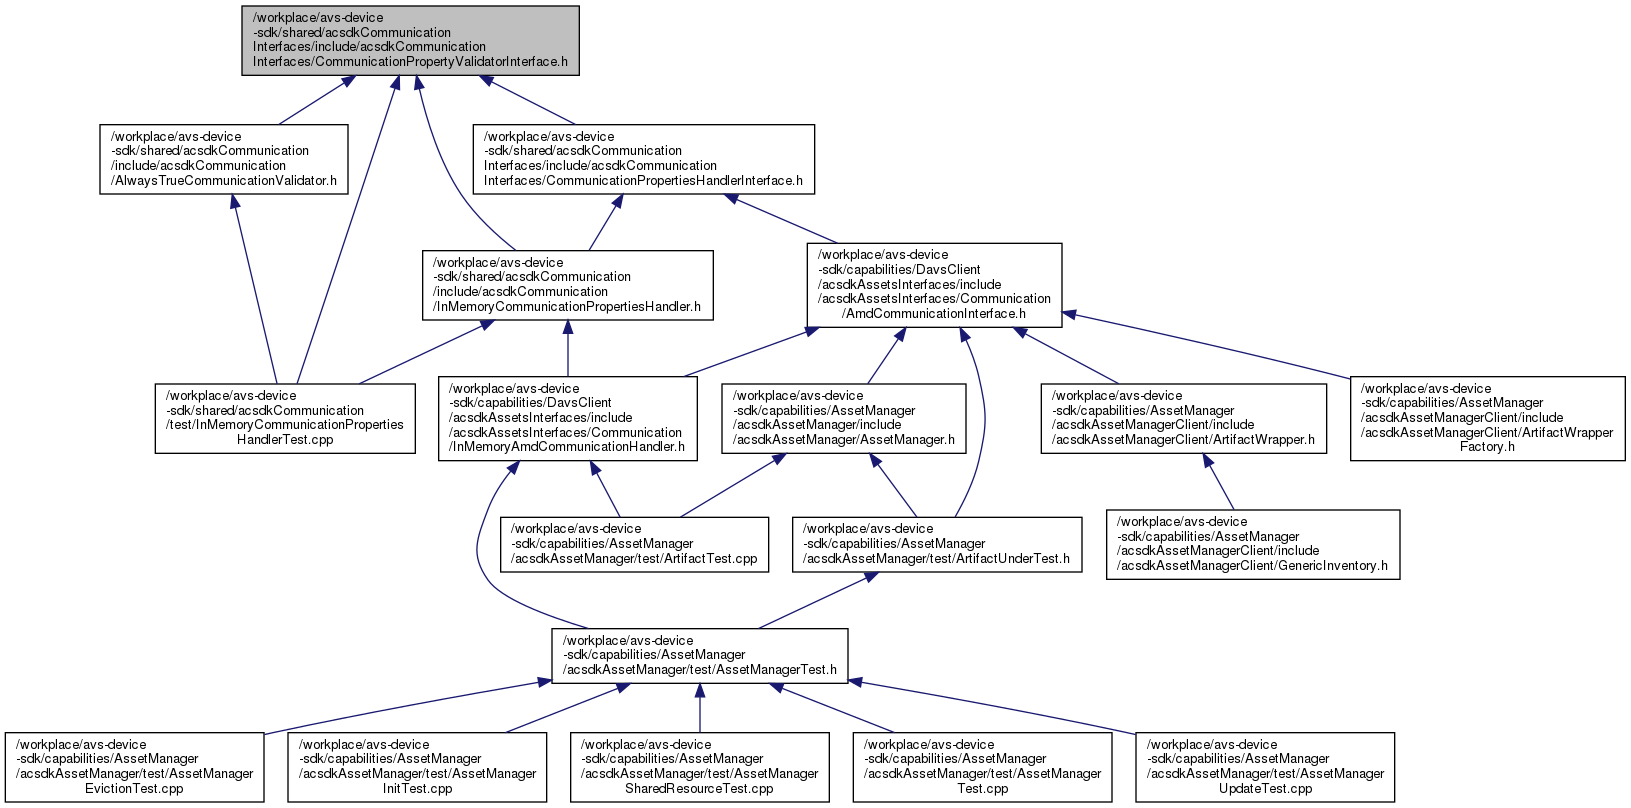 /workplace/avs-device
-sdk/shared/acsdkCommunication
Interfaces/include/acsdkCommunication
Interfaces/CommunicationPropertyValidatorInterface.h
/workplace/avs-device
-sdk/shared/acsdkCommunication
/include/acsdkCommunication
/AlwaysTrueCommunicationValidator.h
/workplace/avs-device
-sdk/shared/acsdkCommunication
Interfaces/include/acsdkCommunication
Interfaces/CommunicationPropertiesHandlerInterface.h
/workplace/avs-device
-sdk/shared/acsdkCommunication
/include/acsdkCommunication
/InMemoryCommunicationPropertiesHandler.h
/workplace/avs-device
-sdk/capabilities/DavsClient
/acsdkAssetsInterfaces/include
/acsdkAssetsInterfaces/Communication
/AmdCommunicationInterface.h
/workplace/avs-device
-sdk/shared/acsdkCommunication
/test/InMemoryCommunicationProperties
HandlerTest.cpp
/workplace/avs-device
-sdk/capabilities/DavsClient
/acsdkAssetsInterfaces/include
/acsdkAssetsInterfaces/Communication
/InMemoryAmdCommunicationHandler.h
/workplace/avs-device
-sdk/capabilities/AssetManager
/acsdkAssetManager/include
/acsdkAssetManager/AssetManager.h
/workplace/avs-device
-sdk/capabilities/AssetManager
/acsdkAssetManagerClient/include
/acsdkAssetManagerClient/ArtifactWrapper.h
/workplace/avs-device
-sdk/capabilities/AssetManager
/acsdkAssetManagerClient/include
/acsdkAssetManagerClient/ArtifactWrapper
Factory.h
/workplace/avs-device
-sdk/capabilities/AssetManager
/acsdkAssetManager/test/ArtifactTest.cpp
/workplace/avs-device
-sdk/capabilities/AssetManager
/acsdkAssetManager/test/ArtifactUnderTest.h
/workplace/avs-device
-sdk/capabilities/AssetManager
/acsdkAssetManagerClient/include
/acsdkAssetManagerClient/GenericInventory.h
/workplace/avs-device
-sdk/capabilities/AssetManager
/acsdkAssetManager/test/AssetManagerTest.h
/workplace/avs-device
-sdk/capabilities/AssetManager
/acsdkAssetManager/test/AssetManager
EvictionTest.cpp
/workplace/avs-device
-sdk/capabilities/AssetManager
/acsdkAssetManager/test/AssetManager
InitTest.cpp
/workplace/avs-device
-sdk/capabilities/AssetManager
/acsdkAssetManager/test/AssetManager
SharedResourceTest.cpp
/workplace/avs-device
-sdk/capabilities/AssetManager
/acsdkAssetManager/test/AssetManager
Test.cpp
/workplace/avs-device
-sdk/capabilities/AssetManager
/acsdkAssetManager/test/AssetManager
UpdateTest.cpp